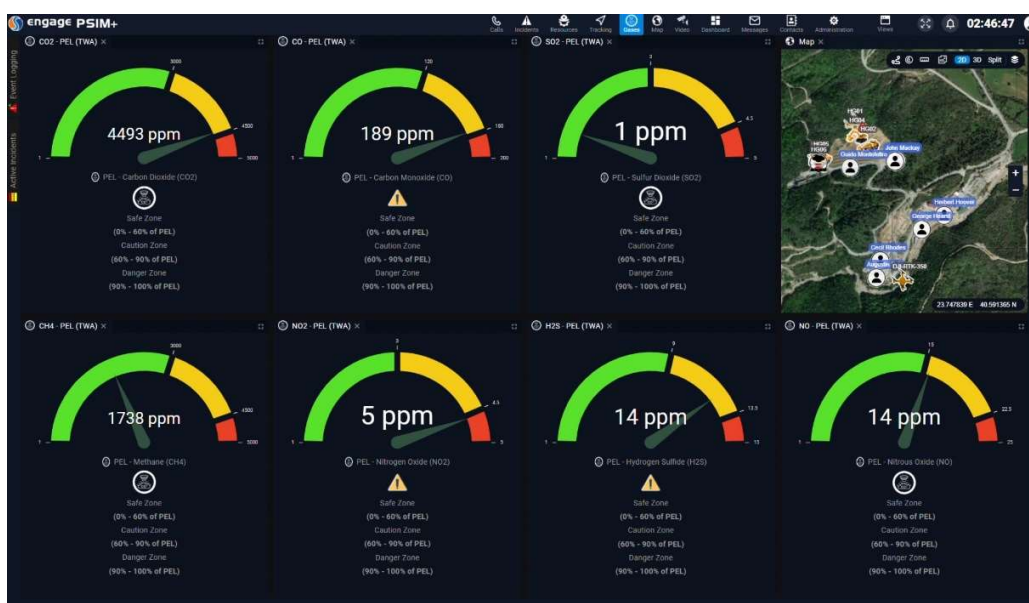 engage PSIM+
Calls
Incidents
Resources
Tracking
Gases
Map
Video
Dashboard
Messages
Contacts
Administration
Views
02:46:47
Event Logging
Active Incidents
CO2 - PEL (TWA) ×
3000
4500
5000
1
4493 ppm
PEL - Carbon Dioxide (CO2)
Safe Zone
(0% - 60% of PEL)
Caution Zone
(60% - 90% of PEL)
Danger Zone
(90% - 100% of PEL)
CO - PEL (TWA) ×
120
180
200
1
189 ppm
PEL - Carbon Monoxide (CO)
Safe Zone
(0% - 60% of PEL)
Caution Zone
(60% - 90% of PEL)
Danger Zone
(90% - 100% of PEL)
SO2 - PEL (TWA) ×
3
4.5
5
1
1 ppm
PEL - Sulfur Dioxide (SO2)
Safe Zone
(0% - 60% of PEL)
Caution Zone
(60% - 90% of PEL)
Danger Zone
(90% - 100% of PEL)
Map ×
2D 3D Split
HG01
HG04
HG02
HG05
HG06
John Mackay
Herbert Hoover
Cecil Rhodes
DJI-RTK-350
23.747839 E 40.591365 N
CH4 - PEL (TWA) ×
3000
4500
5000
1
1738 ppm
PEL - Methane (CH4)
Safe Zone
(0% - 60% of PEL)
Caution Zone
(60% - 90% of PEL)
Danger Zone
(90% - 100% of PEL)
NO2 - PEL (TWA) ×
3
4.5
5
1
5 ppm
PEL - Nitrogen Oxide (NO2)
Safe Zone
(0% - 60% of PEL)
Caution Zone
(60% - 90% of PEL)
Danger Zone
(90% - 100% of PEL)
H2S - PEL (TWA) ×
9
13.5
15
1
14 ppm
PEL - Hydrogen Sulfide (H2S)
Safe Zone
(0% - 60% of PEL)
Caution Zone
(60% - 90% of PEL)
Danger Zone
(90% - 100% of PEL)
NO - PEL (TWA) ×
15
22.5
25
1
14 ppm
PEL - Nitrous Oxide (NO)
Safe Zone
(0% - 60% of PEL)
Caution Zone
(60% - 90% of PEL)
Danger Zone
(90% - 100% of PEL)